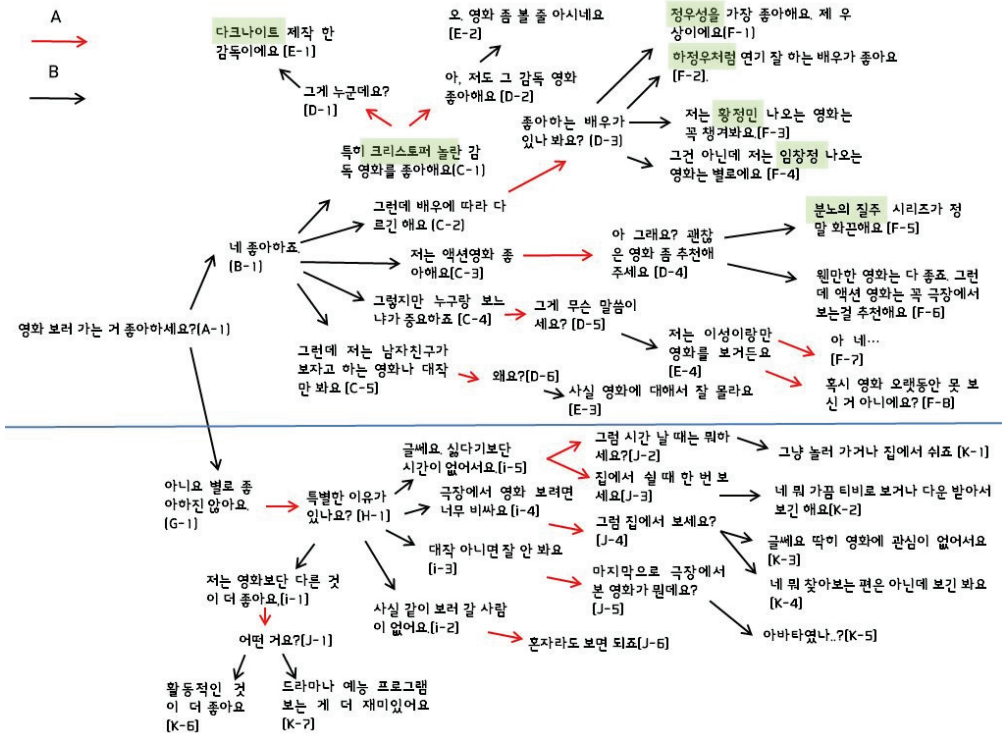 A
B
다크나이트 제작 한
감독이에요 [E-1]
오. 영화 좀 볼 줄 아시네요
[E-2]
정우성을 가장 좋아해요. 제 우
상이에요[F-1]
하정우처럼 연기 잘 하는 배우가 좋아요
[F-2].
그게 누군데요?
[D-1]
아, 저도 그 감독 영화
좋아해요 [D-2]
좋아하는 배우가
있나 봐요? [D-3]
저는 황정민 나오는 영화는
꼭 챙겨봐요.[F-3]
그건 아닌데 저는 임창정 나오는
영화는 별로에요 [F-4]
특히 크리스토퍼 놀란 감
독 영화를 좋아해요[C-1]
그런데 배우에 따라 다
르긴 해요 [C-2]
분노의 질주 시리즈가 정
말 화끈해요 [F-5]
네 좋아하죠.
[B-1]
저는 액션영화 좋
아해요[C-3]
아 그래요? 괜찮
은 영화 좀 추천해
주세요 [D-4]
웬만한 영화는 다 좋죠. 그런
데 액션 영화는 꼭 극장에서
보는걸 추천해요 [F-6]
그렇지만 누구랑 보느
냐가 중요하죠 [C-4]
그게 무슨 말씀이
세요? [D-5]
영화 보러 가는 거 좋아하세요?[A-1]
저는 이성이랑만
영화를 보거든요
[E-4]
아 네…
[F-7]
그런데 저는 남자친구가
보자고 하는 영화나 대작
만 봐요 [C-5]
왜요?[D-6]
사실 영화에 대해서 잘 몰라요
[E-3]
혹시 영화 오랫동안 못 보
신 거 아니에요? [F-8]
글쎄요. 싫다기보단
시간이 없어서요.[i-5]
그럼 시간 날 때는 뭐하
세요?[J-2]
그냥 놀러 가거나 집에서 쉬죠 [K-1]
아니요 별로 좋
아하진 않아요.
[G-1]
특별한 이유가
있나요? [H-1]
극장에서 영화 보려면
너무 비싸요[i-4]
집에서 쉴 때 한 번 보
세요[J-3]
네 뭐 가끔 티비로 보거나 다운 받아서
보긴 해요[K-2]
그럼 집에서 보세요?
[J-4]
글쎄요 딱히 영화에 관심이 없어서요
[K-3]
대작 아니면 잘 안 봐요
[i-3]
네 뭐 찾아보는 편은 아닌데 보긴 봐요
[K-4]
저는 영화보단 다른 것
이 더 좋아요.[i-1]
마지막으로 극장에서
본 영화가 뭔데요?
[J-5]
사실 같이 보러 갈 사람
이 없어요.[i-2]
아바타였나..?[K-5]
어떤 거요?[J-1]
혼자라도 보면 되죠[J-6]
활동적인 것
이 더 좋아요
[K-6]
드라마나 예능 프로그램
보는 게 더 재미있어요
[K-7]